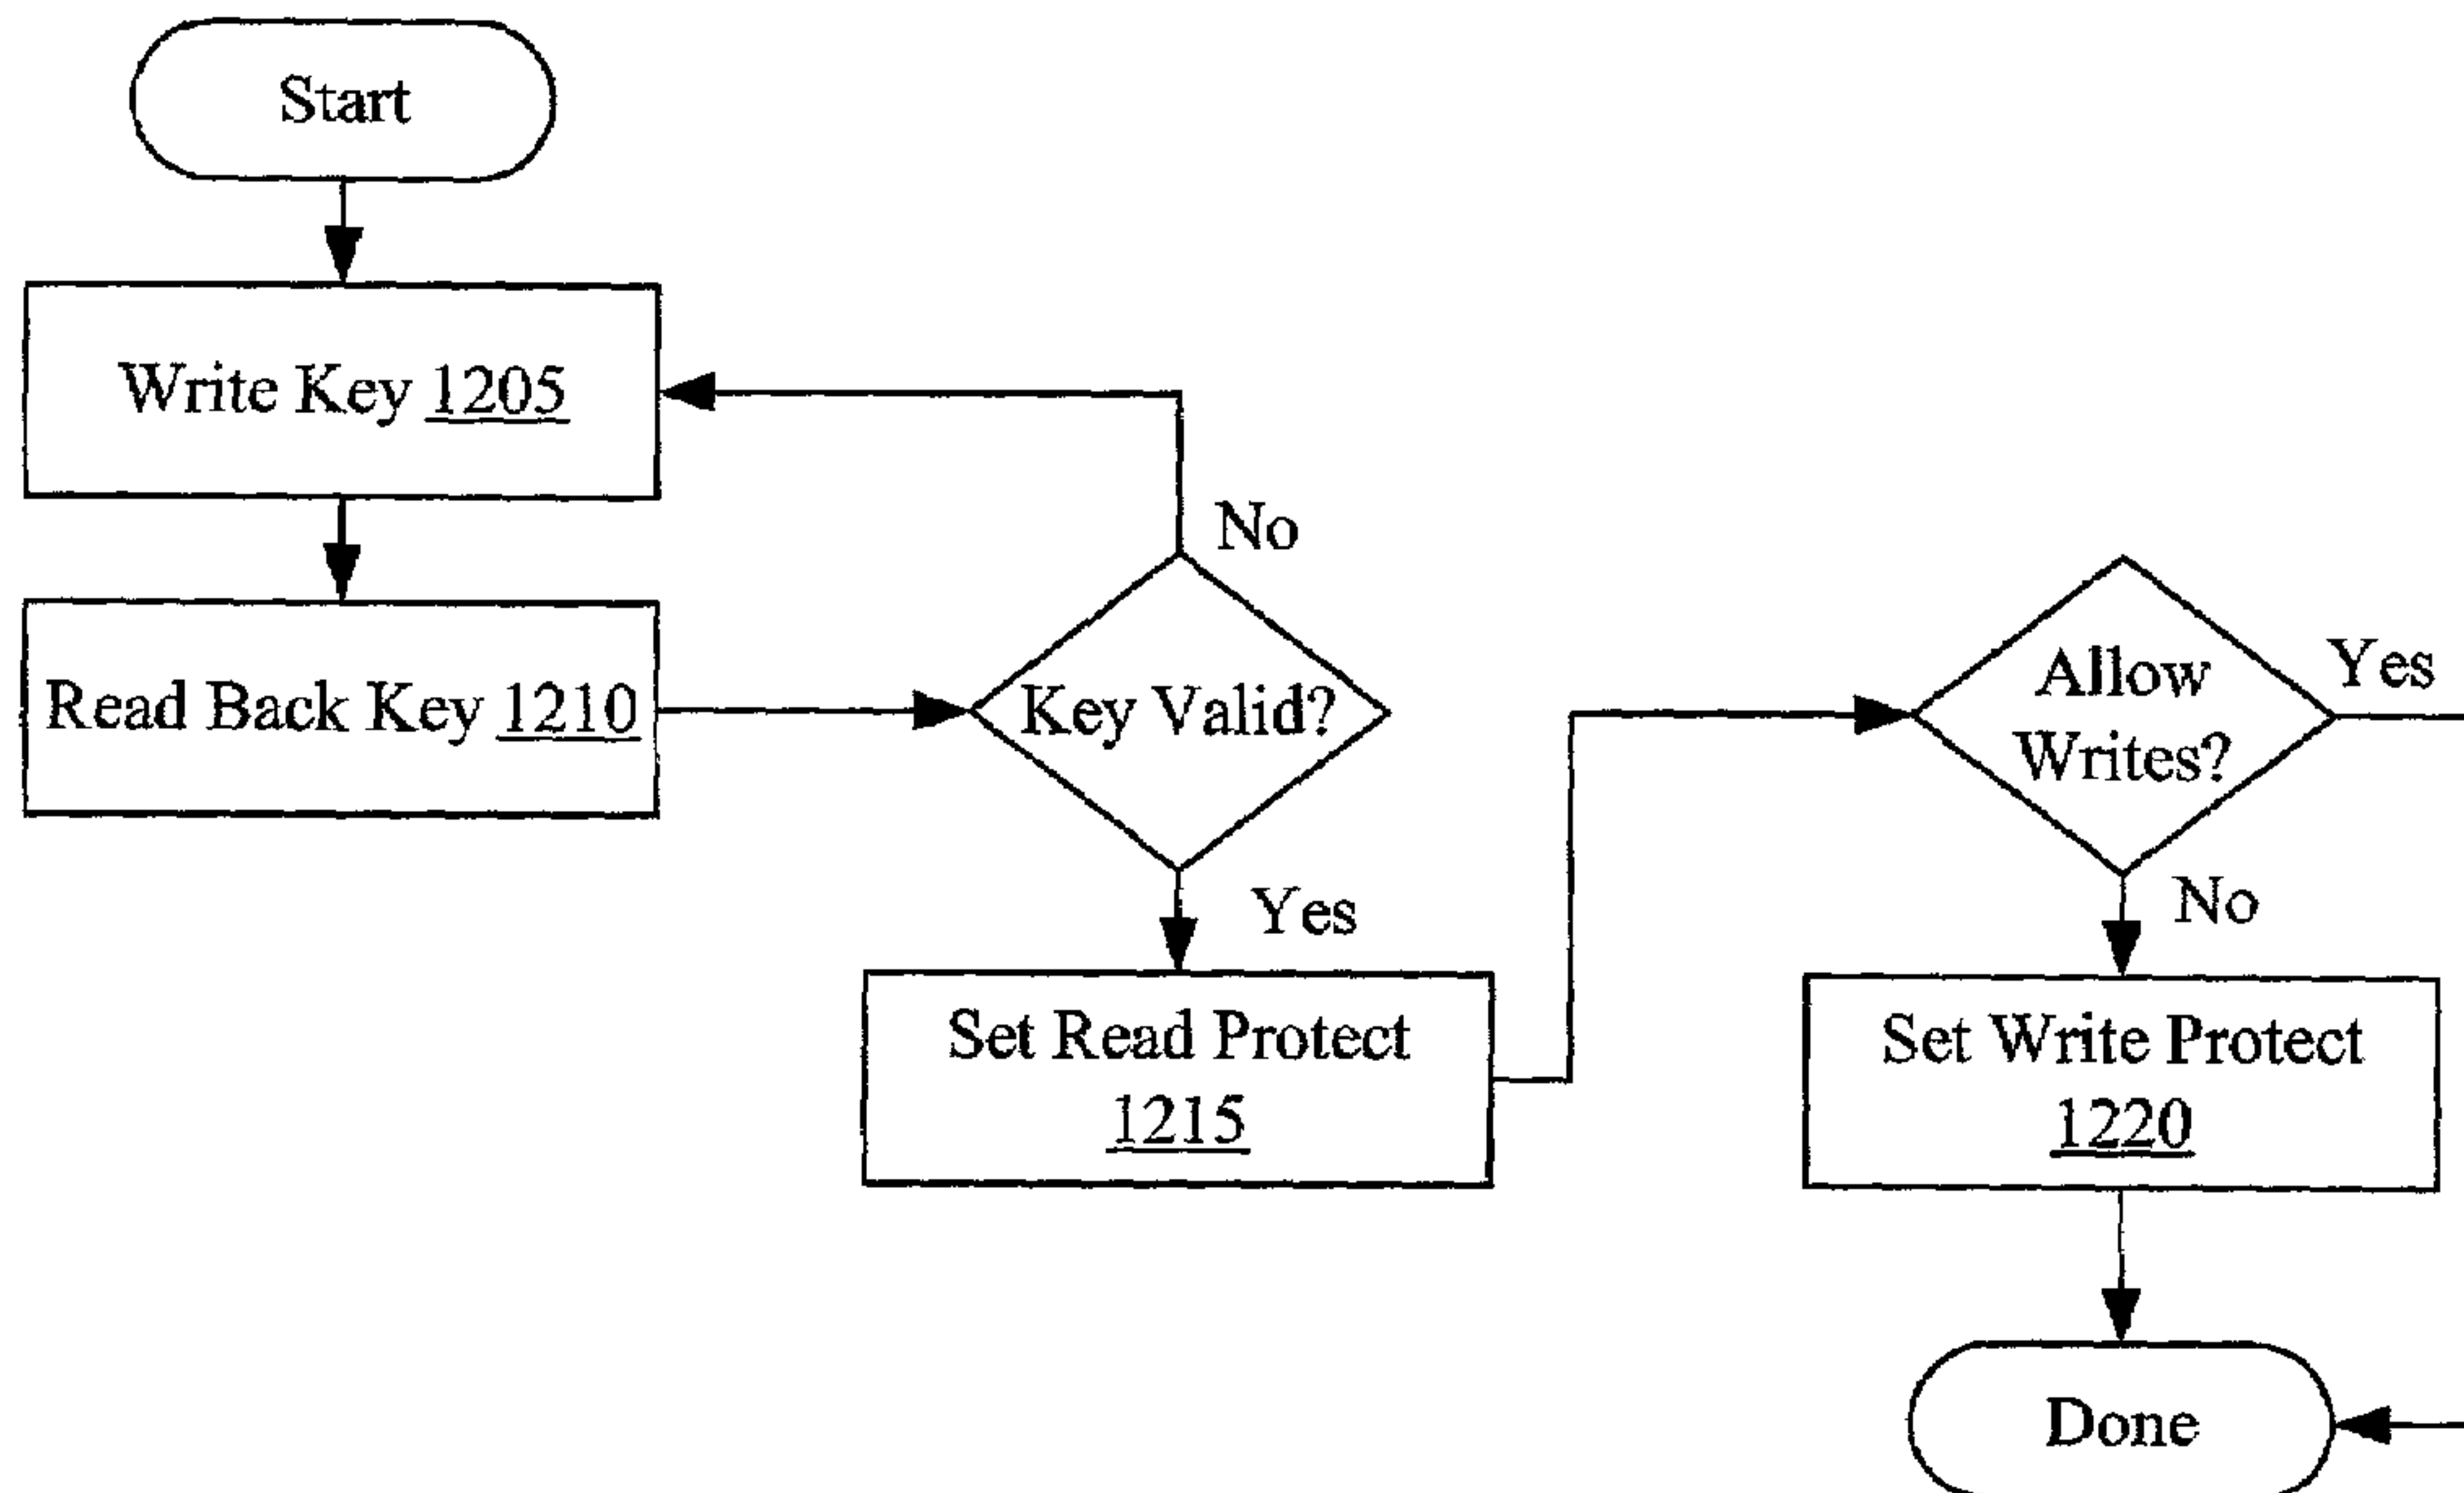 Start
Write Key 1205
No
Read Back Key 1210
Key Valid?
Allow
Writes?
Yes
Yes
No
Set Read Protect
1215
Set Write Protect
1220
Done